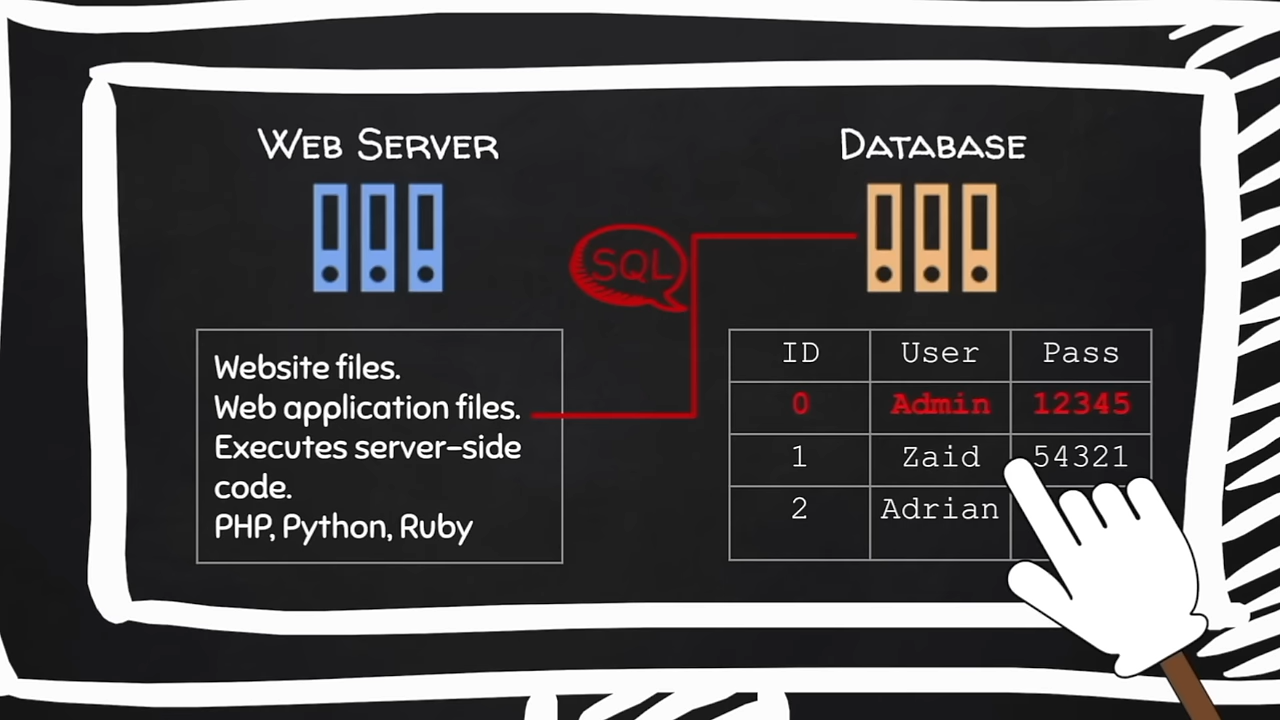 Web Server
Database
SQL
Website files.
Web application files.
Executes server-side
code.
PHP, Python, Ruby
ID User Pass
0 Admin 12345
1 Zaid 54321
2 Adrian